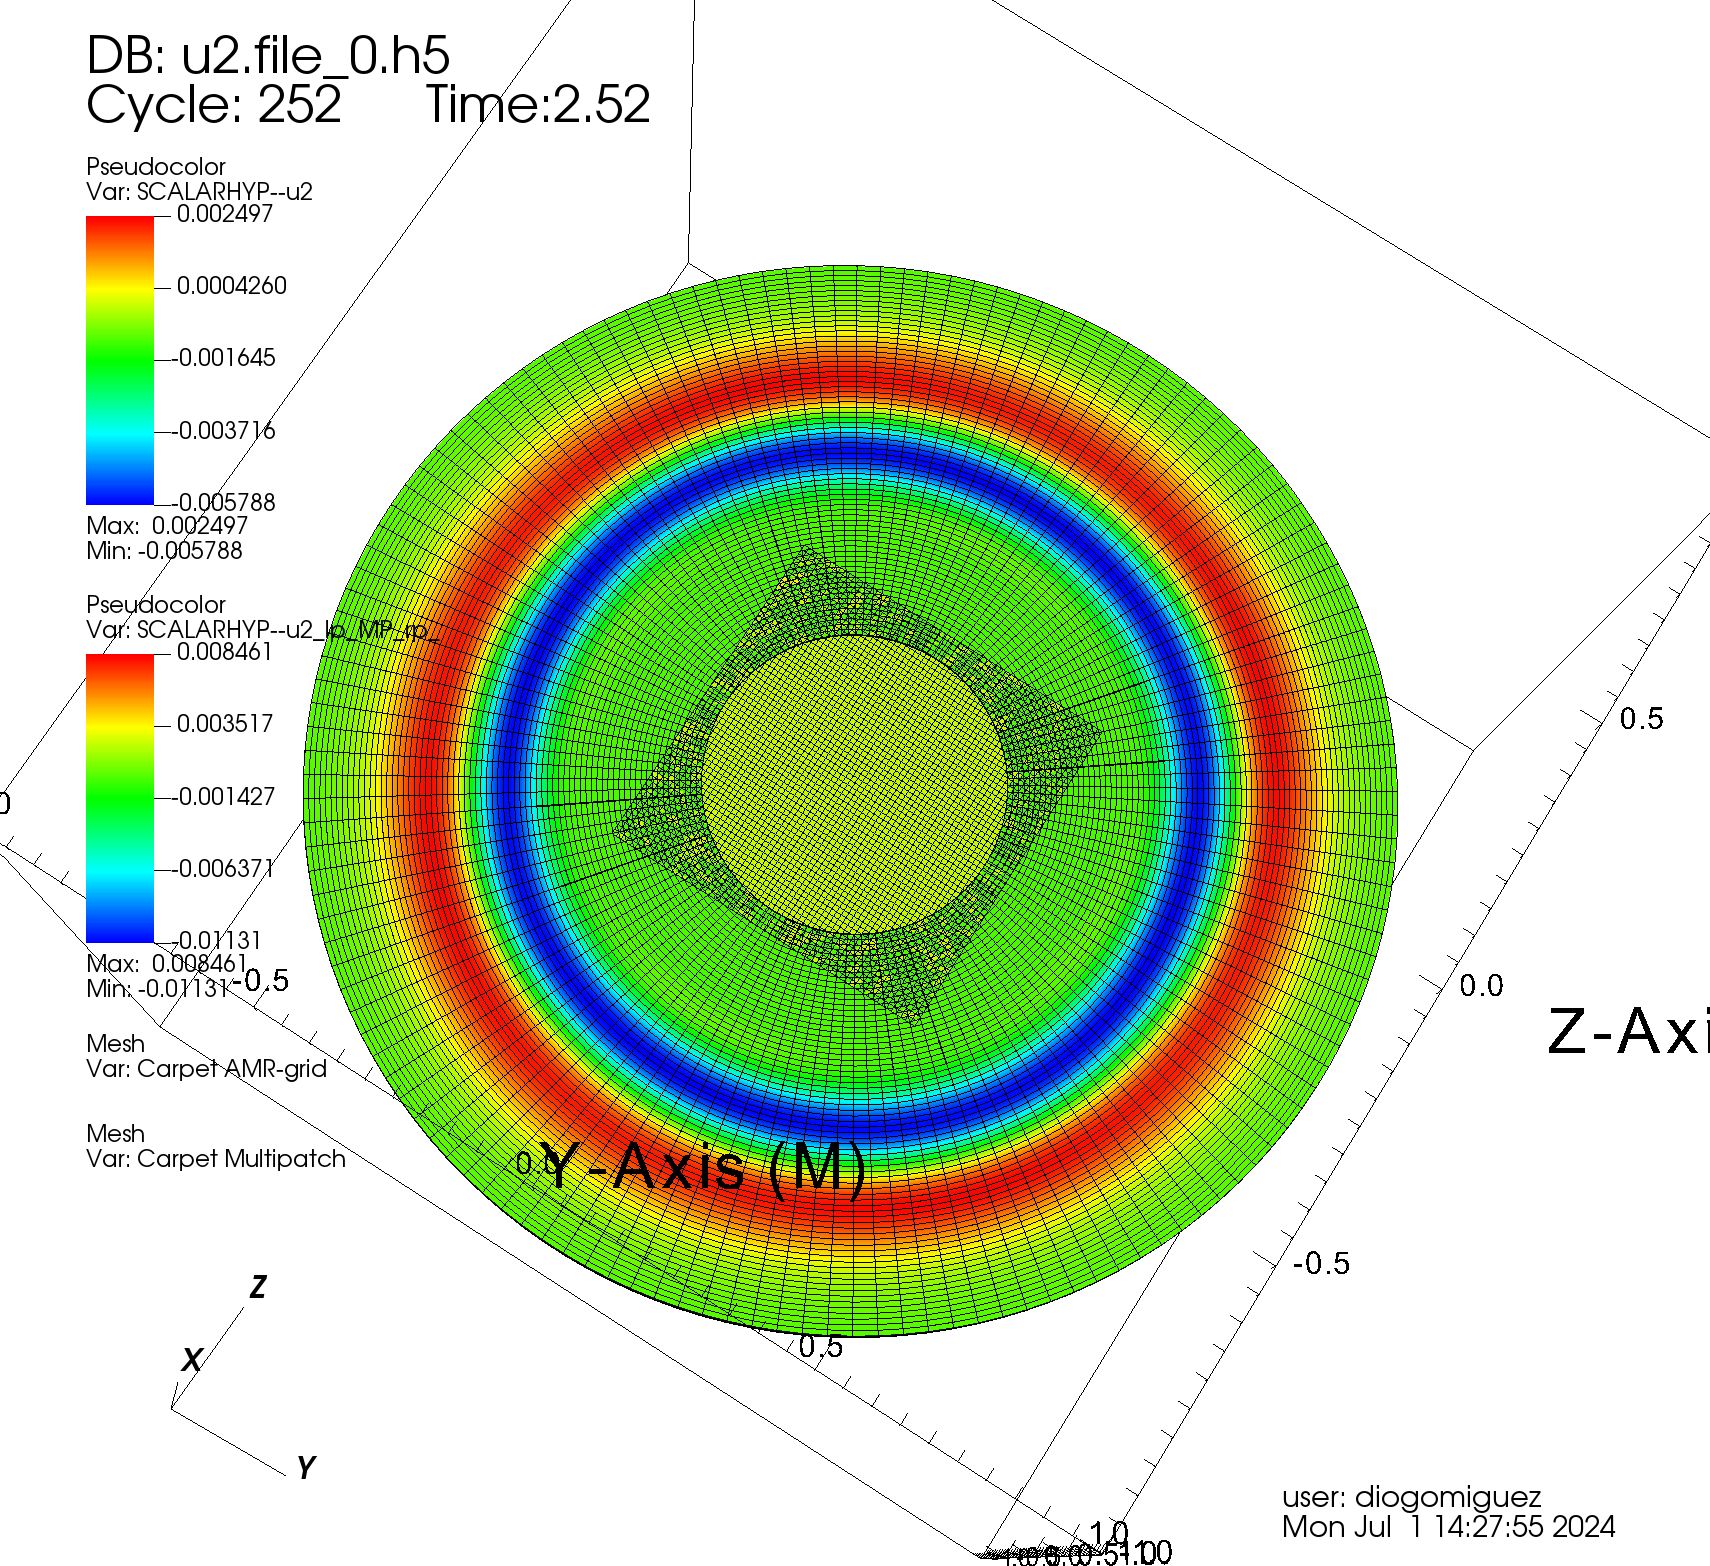 DB: u2.file_0.h5
Cycle: 252 Time:2.52
Pseudocolor
Var: SCALARHYP--u2
0.002497
0.0004260
-0.001645
-0.003716
-0.005788
Max: 0.002497
Min: -0.005788
Pseudocolor
Var: SCALARHYP--u2_lp_MP_rp_
0.008461
0.003517
-0.001427
-0.006371
-0.01131
Max: 0.008461
Min: -0.01131
Mesh
Var: Carpet AMR-grid
Mesh
Var: Carpet Multipatch
-0.5
0.0
Y-Axis (M)
0.5
1.0
0.5
0.0
Z-Axi
-0.5
Z
X
Y
user: diogomiguez
Mon Jul 1 14:27:55 2024